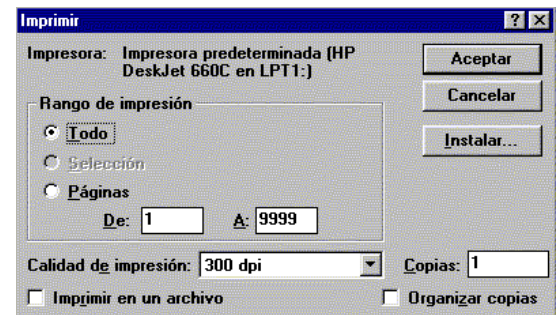 Imprimir
Impresora: Impresora predeterminada (HP
DeskJet 660C en LPT1:)
Aceptar
Cancelar
Instalar...
Rango de impresión
Todo
Selección
Páginas
De: 1 A: 9999
Calidad de impresión: 300 dpi
Copias: 1
Imprimir en un archivo
Organizar copias